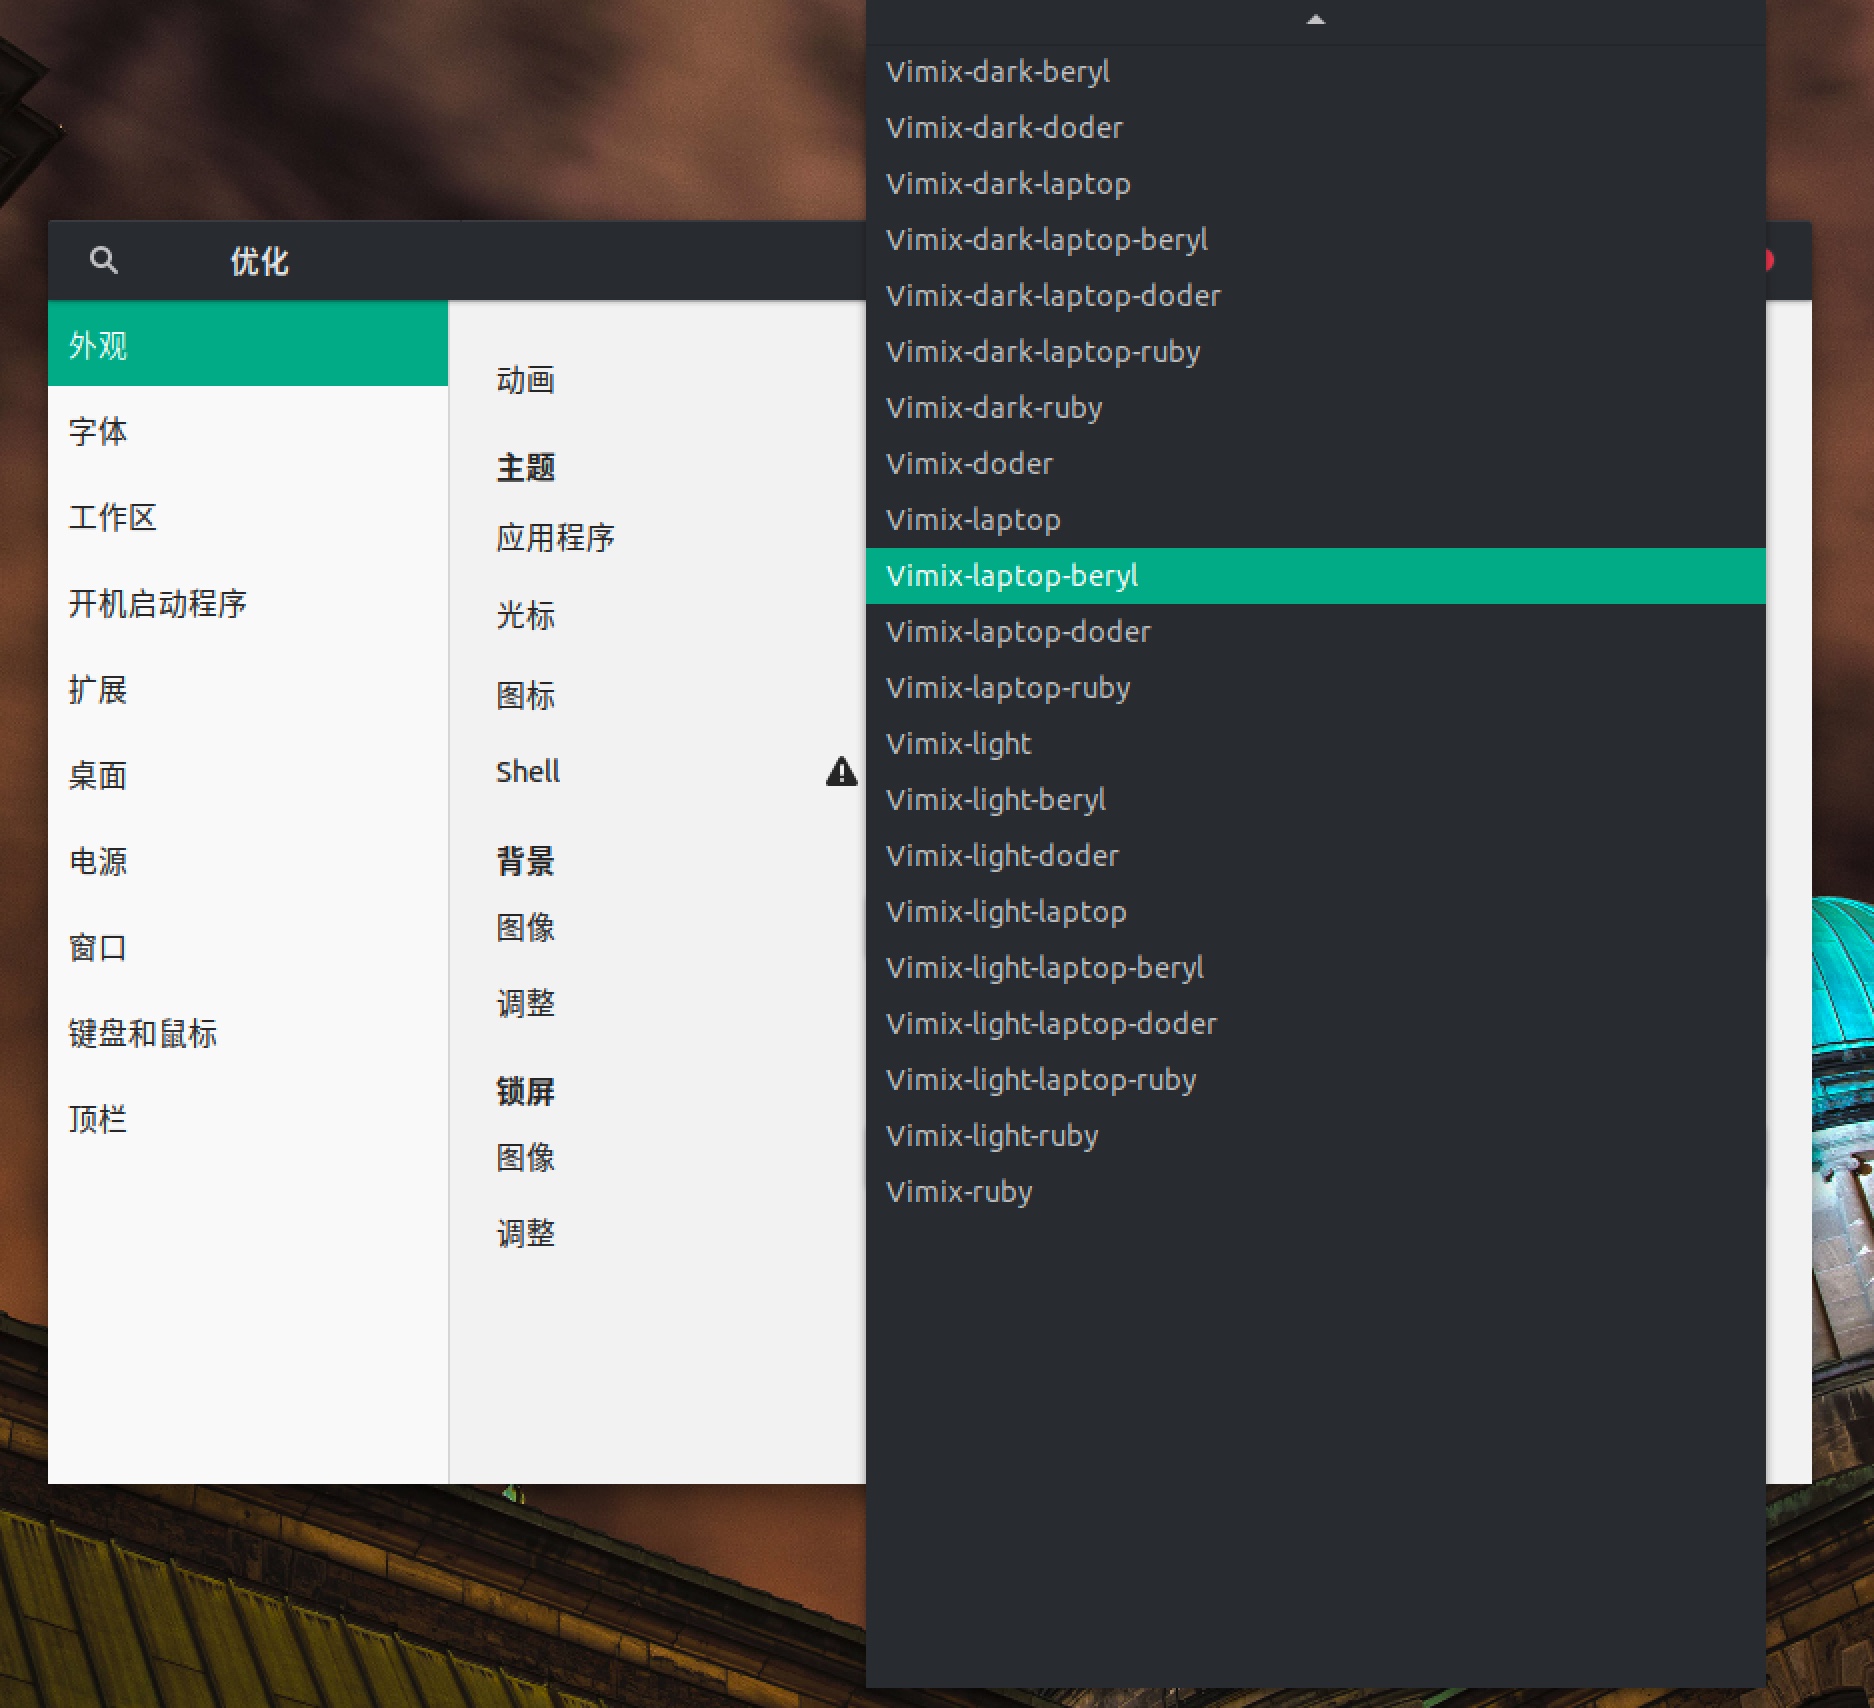 优化
外观
字体
工作区
开机启动程序
扩展
桌面
电源
窗口
键盘和鼠标
顶栏
动画
主题
应用程序
光标
图标
Shell
背景
图像
调整
锁屏
图像
调整
Vimix-dark-beryl
Vimix-dark-doder
Vimix-dark-laptop
Vimix-dark-laptop-beryl
Vimix-dark-laptop-doder
Vimix-dark-laptop-ruby
Vimix-dark-ruby
Vimix-doder
Vimix-laptop
Vimix-laptop-beryl
Vimix-laptop-doder
Vimix-laptop-ruby
Vimix-light
Vimix-light-beryl
Vimix-light-doder
Vimix-light-laptop
Vimix-light-laptop-beryl
Vimix-light-laptop-doder
Vimix-light-laptop-ruby
Vimix-light-ruby
Vimix-ruby